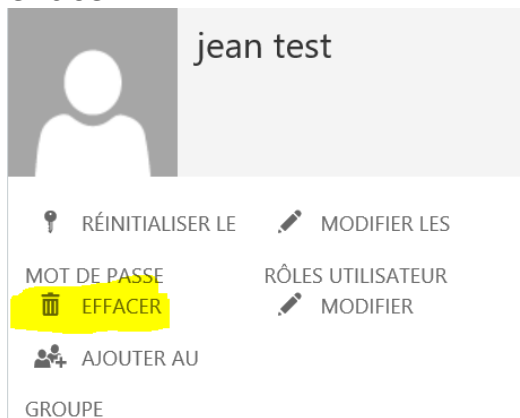 jean test
RÉINITIALISER LE MODIFIER LES
MOT DE PASSE RÔLES UTILISATEUR
EFFACER MODIFIER
AJOUTER AU
GROUPE